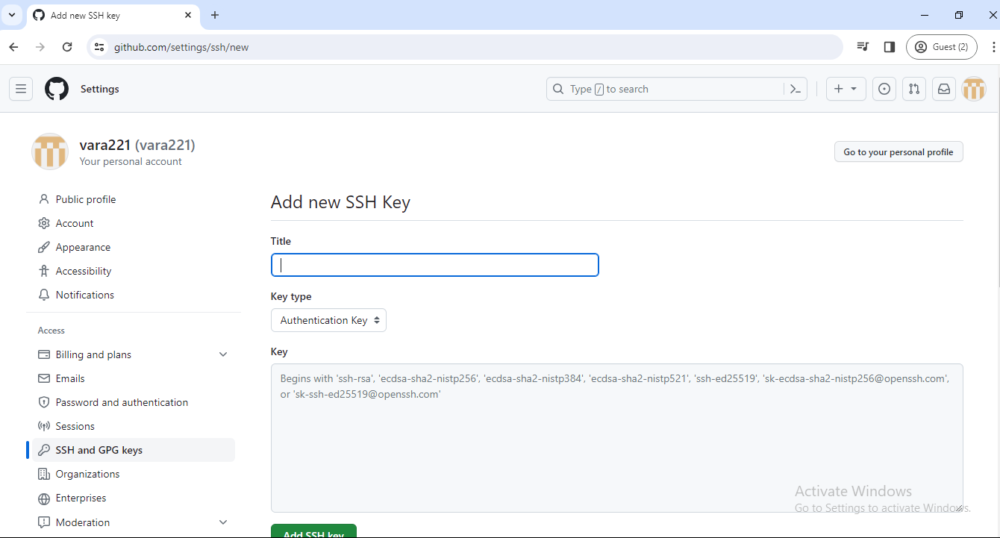 Add new SSH key
github.com/settings/ssh/new
Guest (2)
Settings
Type / to search
vara221 (vara221)
Your personal account
Go to your personal profile
Public profile
Account
Appearance
Accessibility
Notifications
Access
Billing and plans
Emails
Password and authentication
Sessions
SSH and GPG keys
Organizations
Enterprises
Moderation
Add new SSH Key
Title
Key type
Authentication Key
Key
Begins with 'ssh-rsa', 'ecdsa-sha2-nistp256', 'ecdsa-sha2-nistp384', 'ecdsa-sha2-nistp521', 'ssh-ed25519', 'sk-ecdsa-sha2-nistp256@openssh.com',
or 'sk-ssh-ed25519@openssh.com'
Add SSH key
Activate Windows
Go to Settings to activate Windows.